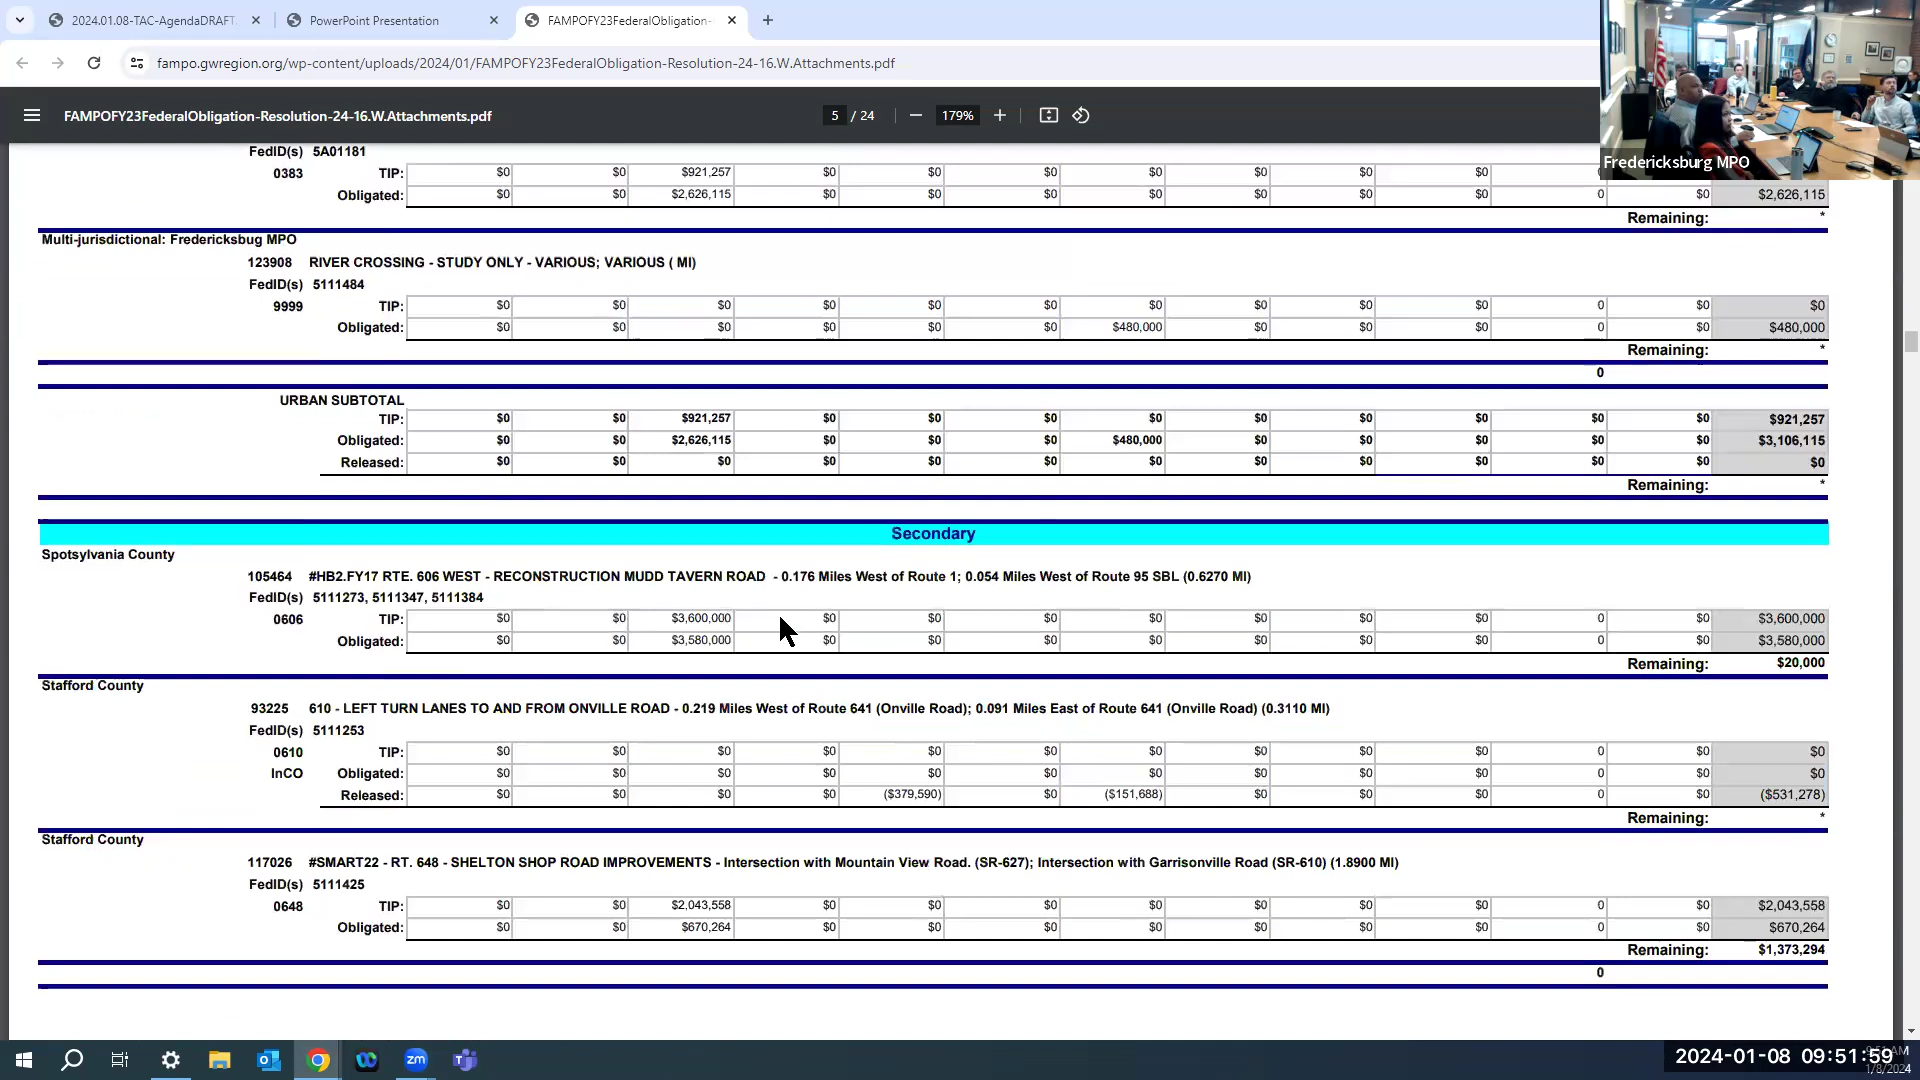 2024.01.08-TAC-AgendaDRAFT
PowerPoint Presentation
FAMPOFY23FederalObligation-
fampo.gwregion.org/wp-content/uploads/2024/01/FAMPOFY23FederalObligation-Resolution-24-16.W.Attachments.pdf
FAMPOFY23FederalObligation-Resolution-24-16.W.Attachments.pdf
5 / 24
179%
Fredericksburg MPO
FedID(s) 5A01181
0383 TIP: $0 $0 $921,257 $0 $0 $0 $0 $0 $0 $0
Obligated: $0 $0 $2,626,115 $0 $0 $0 $0 $0 $0 $0 0 $0 $2,626,115
Remaining: *
Multi-jurisdictional: Fredericksbug MPO
123908 RIVER CROSSING - STUDY ONLY - VARIOUS; VARIOUS ( MI)
FedID(s) 5111484
9999 TIP: $0 $0 $0 $0 $0 $0 $0 $0 $0 $0 0 $0 $0
Obligated: $0 $0 $0 $0 $0 $0 $480,000 $0 $0 $0 0 $0 $480,000
Remaining: *
0
URBAN SUBTOTAL
TIP: $0 $0 $921,257 $0 $0 $0 $0 $0 $0 $0 $0 $0 $921,257
Obligated: $0 $0 $2,626,115 $0 $0 $0 $480,000 $0 $0 $0 $0 $0 $3,106,115
Released: $0 $0 $0 $0 $0 $0 $0 $0 $0 $0 $0 $0 $0
Remaining: *
Secondary
Spotsylvania County
105464 #HB2.FY17 RTE. 606 WEST - RECONSTRUCTION MUDD TAVERN ROAD - 0.176 Miles West of Route 1; 0.054 Miles West of Route 95 SBL (0.6270 MI)
FedID(s) 5111273, 5111347, 5111384
0606 TIP: $0 $0 $3,600,000 $0 $0 $0 $0 $0 $0 $0 0 $0 $3,600,000
Obligated: $0 $0 $3,580,000 $0 $0 $0 $0 $0 $0 $0 0 $0 $3,580,000
Remaining: $20,000
Stafford County
93225 610 - LEFT TURN LANES TO AND FROM ONVILLE ROAD - 0.219 Miles West of Route 641 (Onville Road); 0.091 Miles East of Route 641 (Onville Road) (0.3110 MI)
FedID(s) 5111253
0610 TIP: $0 $0 $0 $0 $0 $0 $0 $0 $0 $0 0 $0 $0
InCO Obligated: $0 $0 $0 $0 $0 $0 $0 $0 $0 $0 0 $0 $0
Released: $0 $0 $0 $0 ($379,590) $0 ($151,688) $0 $0 $0 0 $0 ($531,278)
Remaining: *
Stafford County
117026 #SMART22 - RT. 648 - SHELTON SHOP ROAD IMPROVEMENTS - Intersection with Mountain View Road. (SR-627); Intersection with Garrisonville Road (SR-610) (1.8900 MI)
FedID(s) 5111425
0648 TIP: $0 $0 $2,043,558 $0 $0 $0 $0 $0 $0 $0 0 $0 $2,043,558
Obligated: $0 $0 $670,264 $0 $0 $0 $0 $0 $0 $0 0 $0 $670,264
Remaining: $1,373,294
0
zm
2024-01-08 09:51:59
1/8/2024